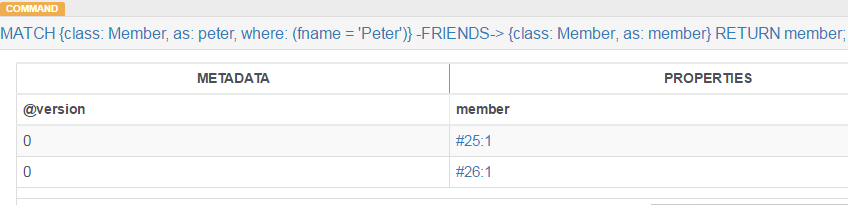 COMMAND
MATCH {class: Member, as: peter, where: (fname = 'Peter')} -FRIENDS-> {class: Member, as: member} RETURN member;
METADATA PROPERTIES
@version member
0 #25:1
0 #26:1